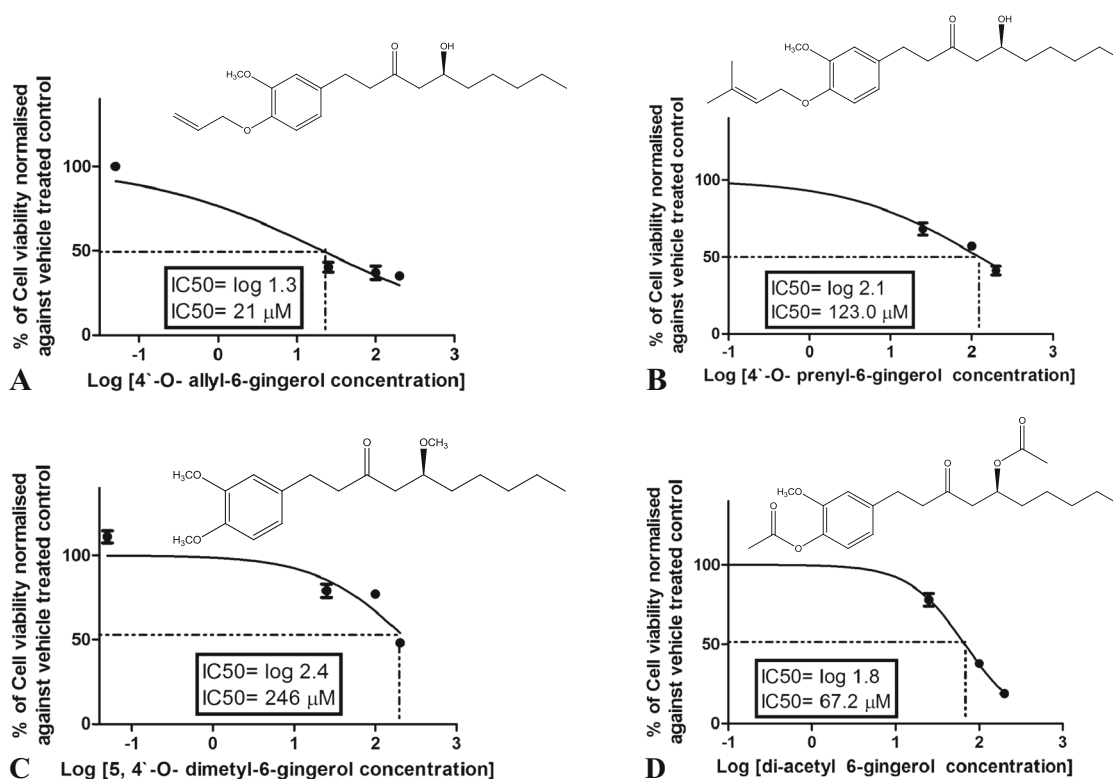 O
OH
H₃CO
O
% of Cell viability normalised
against vehicle treated control
100
50
0
IC50= log 1.3
IC50= 21 μM
-1 0 1 2 3
A
Log [4`-O- allyl-6-gingerol concentration]
O
OH
H₃CO
O
% of Cell viability normalised
against vehicle treated control
100
50
0
IC50= log 2.1
IC50= 123.0 μM
-1 0 1 2 3
B
Log [4`-O- prenyl-6-gingerol concentration]
O
OCH₃
H₃CO
H₃CO
% of Cell viability normalised
against vehicle treated control
100
50
0
IC50= log 2.4
IC50= 246 μM
-1 0 1 2 3
C
Log [5, 4`-O- dimetyl-6-gingerol concentration]
O
O
O
H₃CO
O
O
% of Cell viability normalised
against vehicle treated control
100
50
0
IC50= log 1.8
IC50= 67.2 μM
-1 0 1 2 3
D
Log [di-acetyl 6-gingerol concentration]